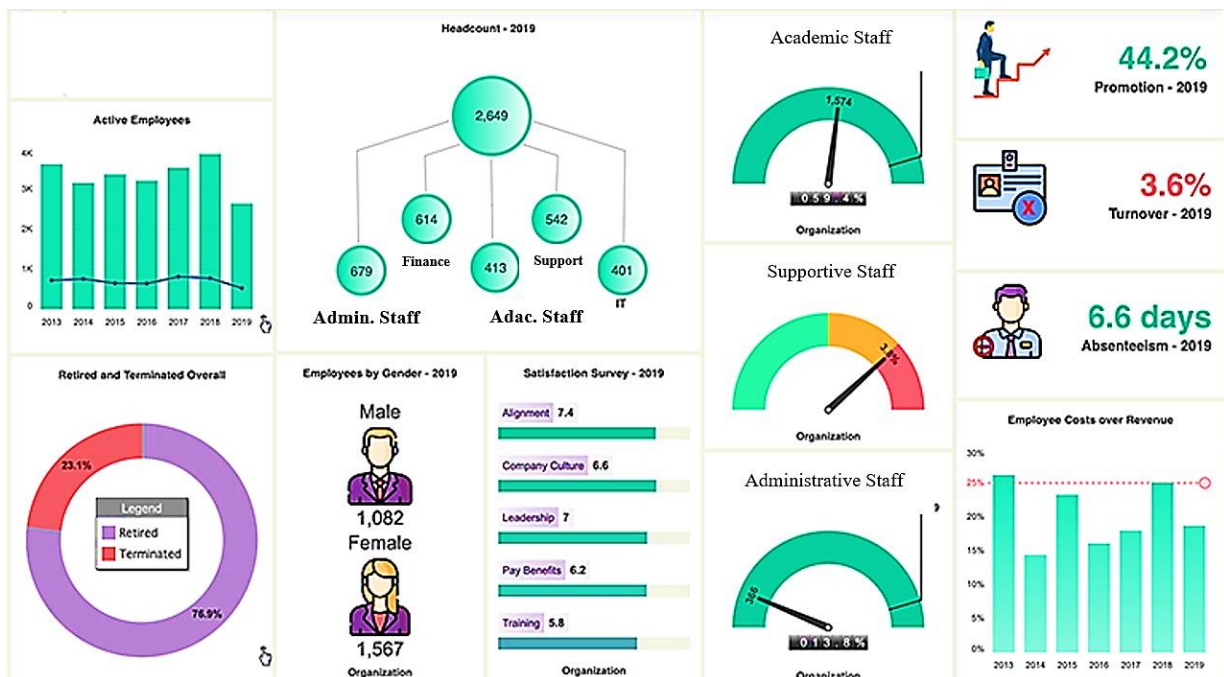 Active Employees
4K
3K
2K
1K
0
2013 2014 2015 2016 2017 2018 2019
Headcount - 2019
2,649
614
542
679
413
401
Finance
Support
IT
Admin. Staff
Adac. Staff
Academic Staff
1,574
059.4%
Organization
Supportive Staff
3.8%
Organization
Administrative Staff
366
013.8%
Organization
44.2%
Promotion - 2019
3.6%
Turnover - 2019
X
6.6 days
Absenteeism - 2019
Retired and Terminated Overall
23.1%
Legend
Retired
Terminated
76.9%
Employees by Gender - 2019
Male
1,082
Female
1,567
Organization
Satisfaction Survey - 2019
Alignment 7.4
Company Culture 6.6
Leadership 7
Pay Benefits 6.2
Training 5.8
Organization
Employee Costs over Revenue
30%
25%
20%
15%
10%
5%
0%
2013 2014 2015 2016 2017 2018 2019